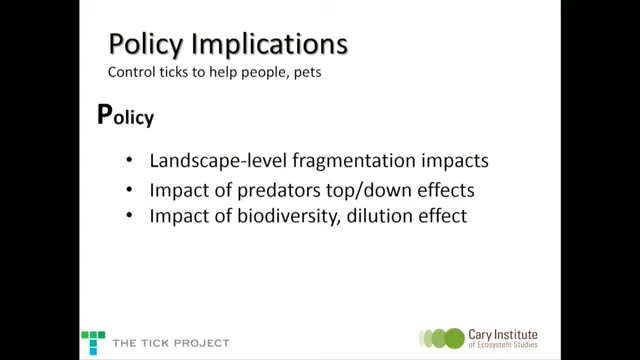 Policy Implications
Control ticks to help people, pets
Policy
• Landscape-level fragmentation impacts
• Impact of predators top/down effects
• Impact of biodiversity, dilution effect
THE TICK PROJECT
Cary Institute
of Ecosystem Studies